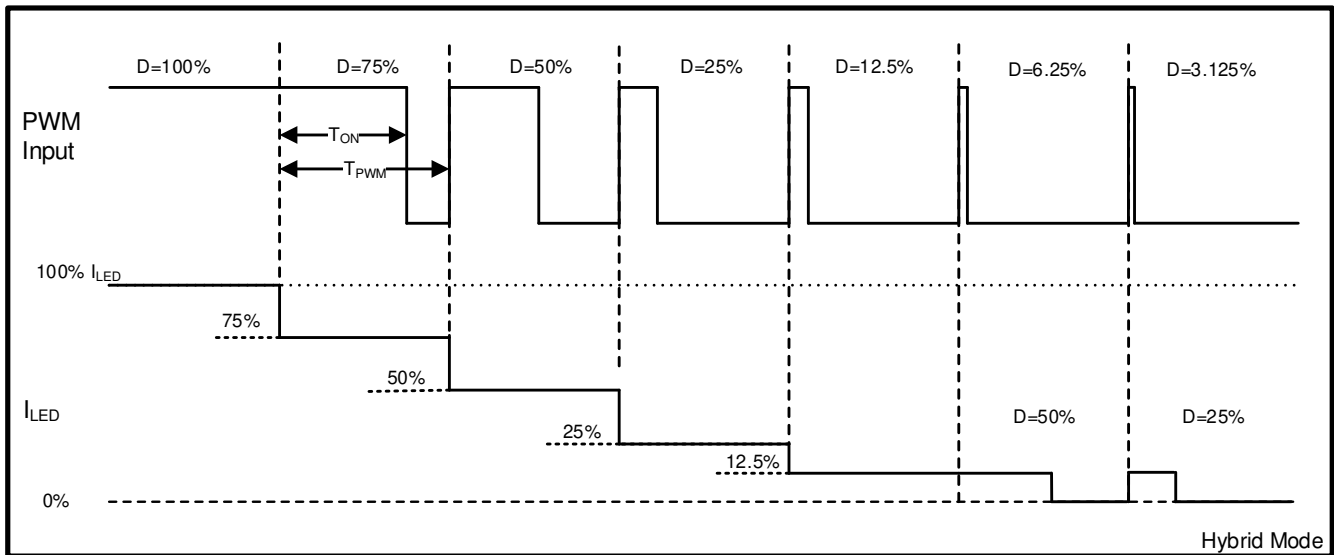 D=100% D=75% D=50% D=25% D=12.5% D=6.25% D=3.125%
PWM
Input
TON
TPWM
100% ILED
75%
50%
ILED
25%
D=50% D=25%
12.5%
0%
Hybrid Mode